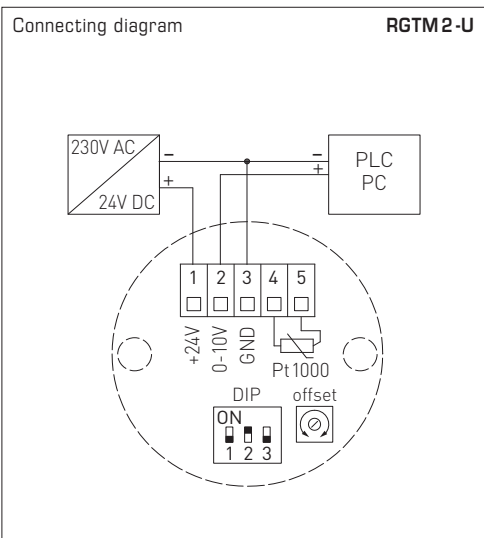 Connecting diagram RGTM 2-U
230V AC
24V DC
–
+
–
+
PLC
PC
1 2 3 4 5
+24V
0-10V
GND
Pt1000
DIP offset
ON
1 2 3